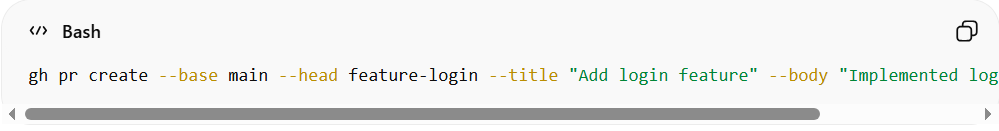 Bash
gh pr create --base main --head feature-login --title "Add login feature" --body "Implemented log